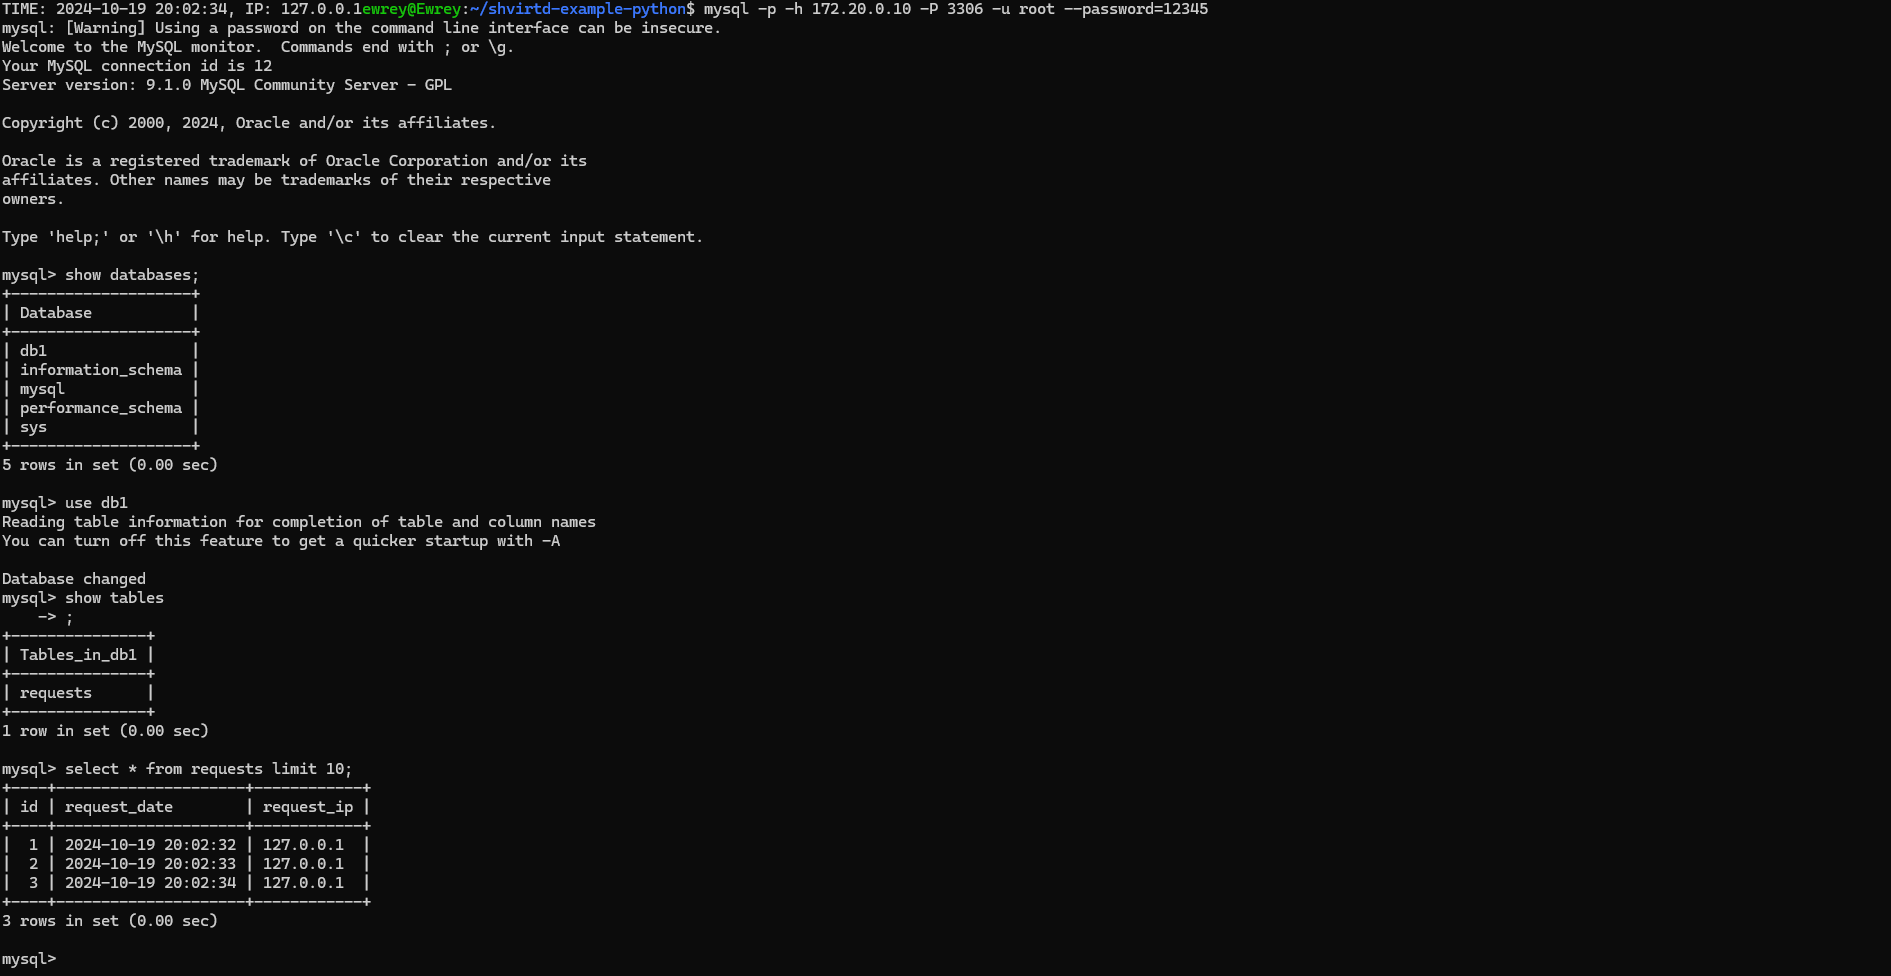 TIME: 2024-10-19 20:02:34, IP: 127.0.0.1ewrey@Ewrey:~/shvirtd-example-python$ mysql -p -h 172.20.0.10 -P 3306 -u root --password=12345
mysql: [Warning] Using a password on the command line interface can be insecure.
Welcome to the MySQL monitor.  Commands end with ; or \g.
Your MySQL connection id is 12
Server version: 9.1.0 MySQL Community Server - GPL

Copyright (c) 2000, 2024, Oracle and/or its affiliates.

Oracle is a registered trademark of Oracle Corporation and/or its
affiliates. Other names may be trademarks of their respective
owners.

Type 'help;' or '\h' for help. Type '\c' to clear the current input statement.

mysql> show databases;
+--------------------+
| Database           |
+--------------------+
| db1                |
| information_schema |
| mysql              |
| performance_schema |
| sys                |
+--------------------+
5 rows in set (0.00 sec)

mysql> use db1
Reading table information for completion of table and column names
You can turn off this feature to get a quicker startup with -A

Database changed
mysql> show tables
    -> ;
+---------------+
| Tables_in_db1 |
+---------------+
| requests      |
+---------------+
1 row in set (0.00 sec)

mysql> select * from requests limit 10;
+----+---------------------+------------+
| id | request_date        | request_ip |
+----+---------------------+------------+
|  1 | 2024-10-19 20:02:32 | 127.0.0.1  |
|  2 | 2024-10-19 20:02:33 | 127.0.0.1  |
|  3 | 2024-10-19 20:02:34 | 127.0.0.1  |
+----+---------------------+------------+
3 rows in set (0.00 sec)

mysql>